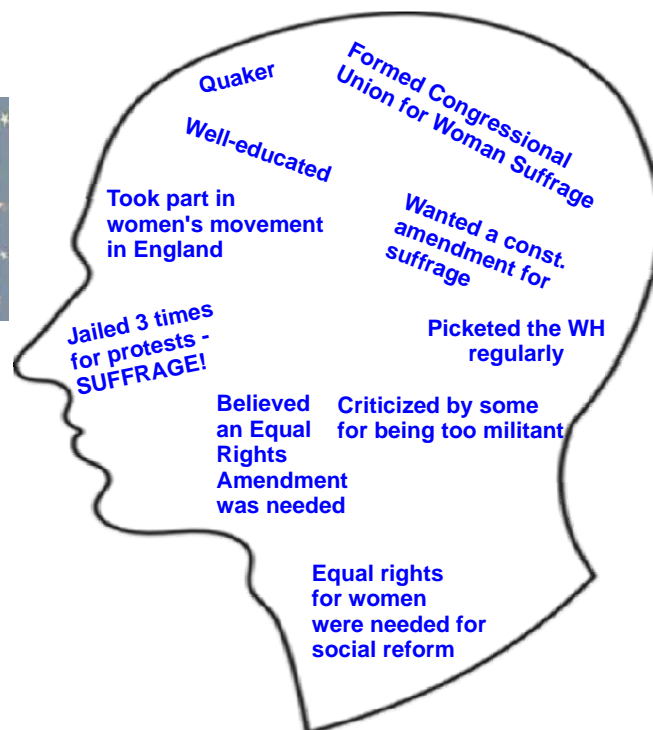 Quaker
Formed Congressional
Union for Woman Suffrage
Well-educated
Took part in
women's movement
in England
Wanted a const.
amendment for
suffrage
Jailed 3 times
for protests -
SUFFRAGE!
Picketed the WH
regularly
Believed
an Equal
Rights
Amendment
was needed
Criticized by some
for being too militant
Equal rights
for women
were needed for
social reform